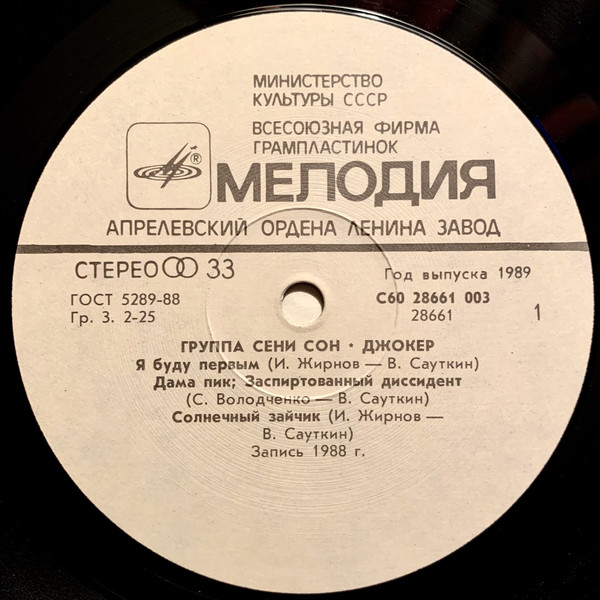 МИНИСТЕРСТВО
КУЛЬТУРЫ СССР
ВСЕСОЮЗНАЯ ФИРМА
ГРАМПЛАСТИНОК
® МЕЛОДИЯ
АПРЕЛЕВСКИЙ ОРДЕНА ЛЕНИНА ЗАВОД
СТЕРЕО 33
Год выпуска 1989
ГОСТ 5289-88
С60 28661 003
Гр. 3. 2-25
28661
1
ГРУППА СЕНИ СОН • ДЖОКЕР
Я буду первым (И. Жирнов — В. Сауткин)
Дама пик; Заспиртованный диссидент
(С. Володченко — В. Сауткин)
Солнечный зайчик (И. Жирнов —
В. Сауткин)
Запись 1988 г.